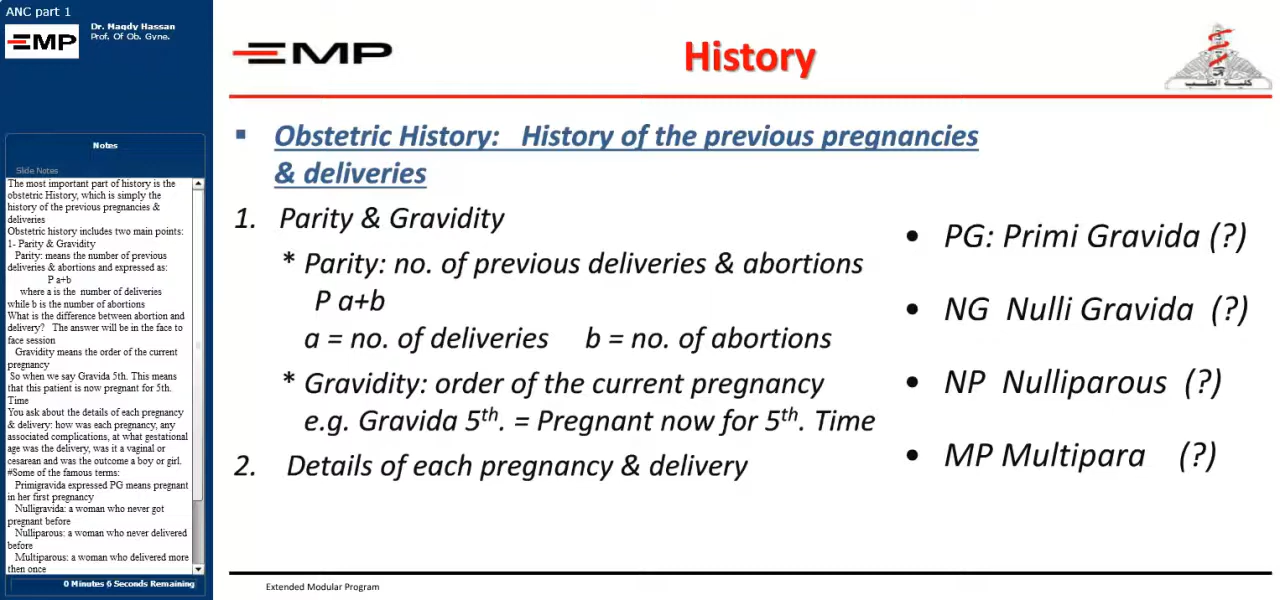 ANC part 1
EMP
Dr. Maqdy Hassan
Prof. Of Ob. Gyne.
Notes
Slide Notes
The most important part of history is the
obstetric History, which is simply the
history of the previous pregnancies &
deliveries
Obstetric history includes two main points:
1- Parity & Gravidity
Parity: means the number of previous
deliveries & abortions and expressed as:
P a+b
where a is the number of deliveries
while b is the number of abortions
What is the difference between abortion and
delivery? The answer will be in the face to
face session
Gravidity means the order of the current
pregnancy
So when we say Gravida 5th. This means
that this patient is now pregnant for 5th.
Time
You ask about the details of each pregnancy
& delivery: how was each pregnancy, any
associated complications, at what gestational
age was the delivery, was it a vaginal or
cesarean and was the outcome a boy or girl.
#Some of the famous terms:
Primigravida expressed PG means pregnant
in her first pregnancy
Nulligravida: a woman who never got
pregnant before
Nulliparous: a woman who never delivered
before
Multiparous: a woman who delivered more
then once
0 Minutes 6 Seconds Remaining
EMP
History
كلية الطب
▪ Obstetric History: History of the previous pregnancies
& deliveries
1. Parity & Gravidity
* Parity: no. of previous deliveries & abortions
P a+b
a = no. of deliveries b = no. of abortions
* Gravidity: order of the current pregnancy
e.g. Gravida 5th. = Pregnant now for 5th. Time
2. Details of each pregnancy & delivery
• PG: Primi Gravida (?)
• NG Nulli Gravida (?)
• NP Nulliparous (?)
• MP Multipara (?)
Extended Modular Program